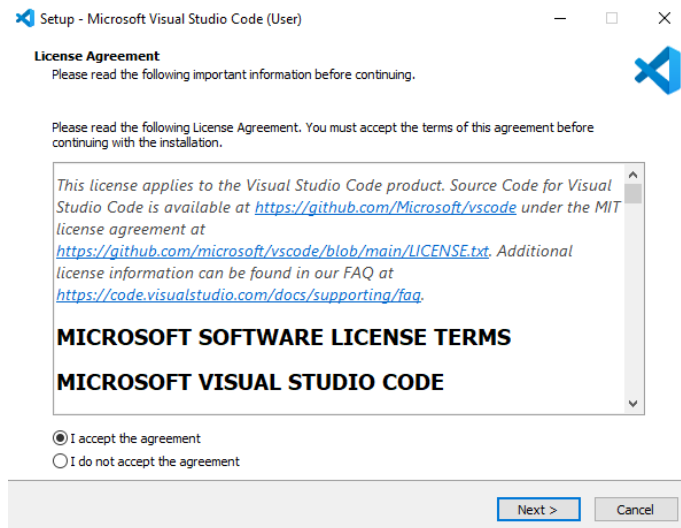 Setup - Microsoft Visual Studio Code (User)
License Agreement
Please read the following important information before continuing.
Please read the following License Agreement. You must accept the terms of this agreement before
continuing with the installation.
This license applies to the Visual Studio Code product. Source Code for Visual
Studio Code is available at https://github.com/Microsoft/vscode under the MIT
license agreement at
https://github.com/microsoft/vscode/blob/main/LICENSE.txt. Additional
license information can be found in our FAQ at
https://code.visualstudio.com/docs/supporting/faq.
MICROSOFT SOFTWARE LICENSE TERMS
MICROSOFT VISUAL STUDIO CODE
I accept the agreement
I do not accept the agreement
Next >
Cancel